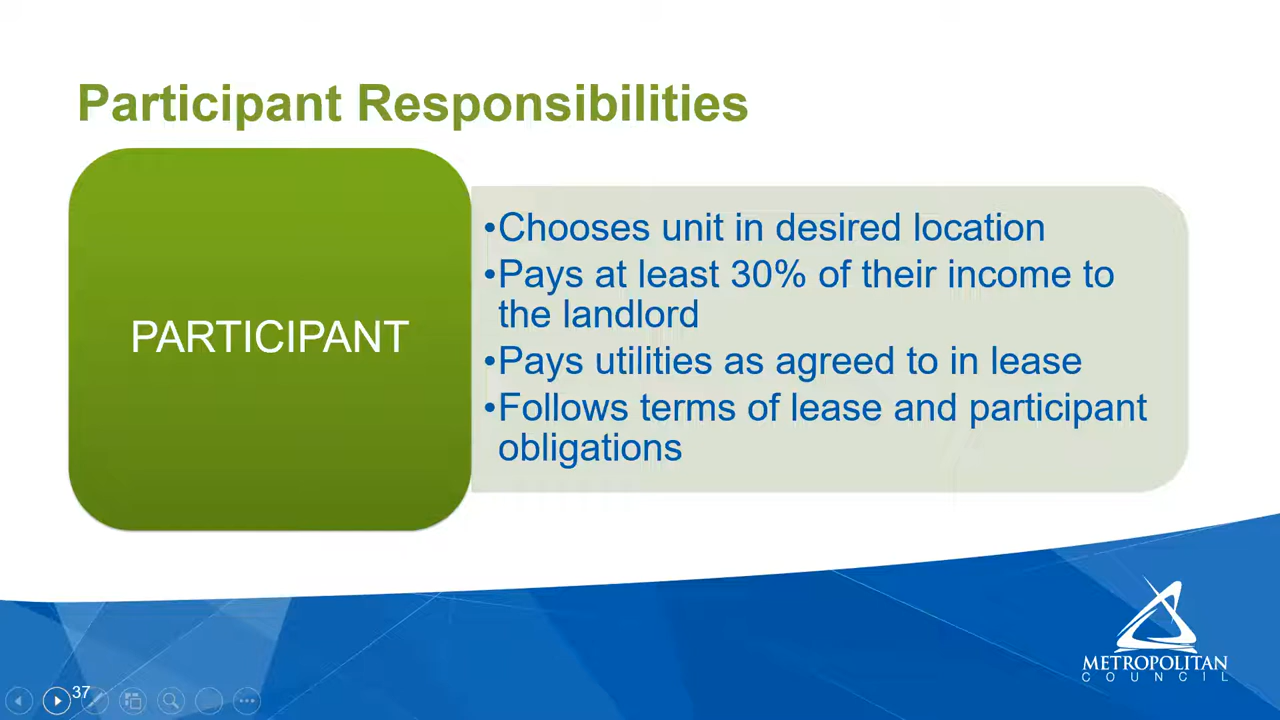 Participant Responsibilities
PARTICIPANT
•Chooses unit in desired location
•Pays at least 30% of their income to
the landlord
•Pays utilities as agreed to in lease
•Follows terms of lease and participant
obligations
METROPOLITAN
COUNCIL
37